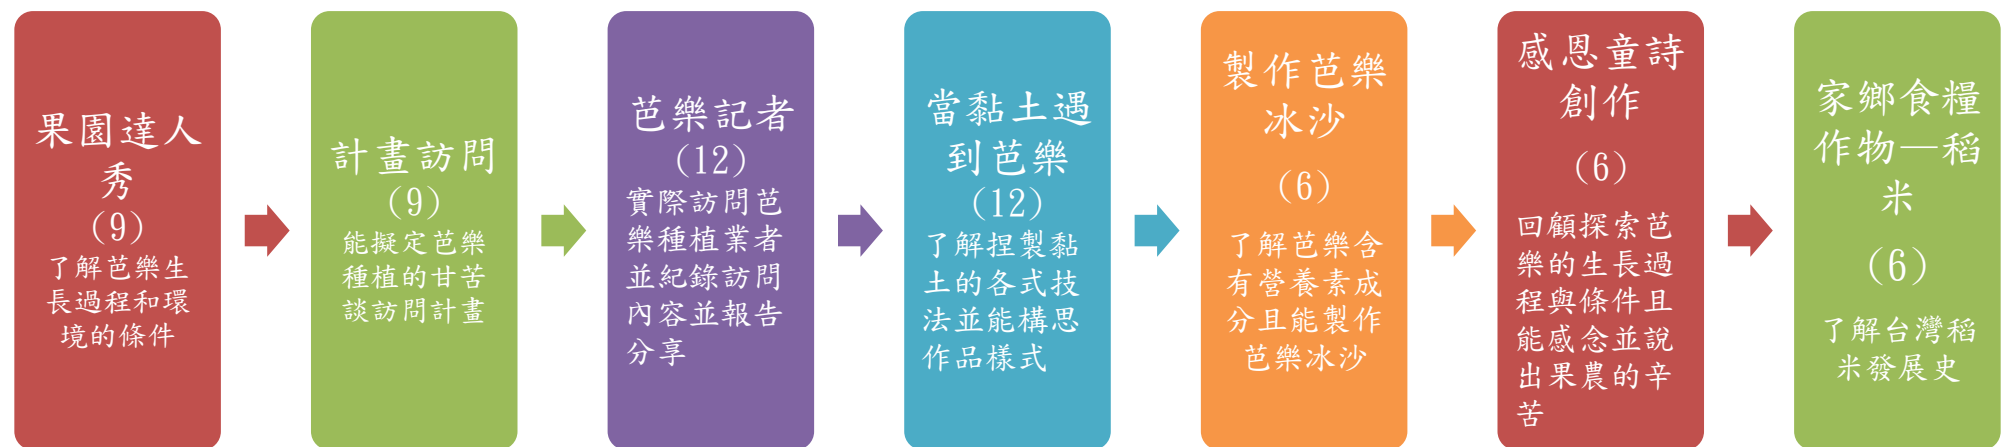 果園達人
秀
(9)
了解芭樂生
長過程和環
境的條件
計畫訪問
(9)
能擬定芭樂
種植的甘苦
談訪問計畫
芭樂記者
(12)
實際訪問芭
樂種植業者
並紀錄訪問
內容並報告
分享
當黏土遇
到芭樂
(12)
了解捏製黏
土的各式技
法並能構思
作品樣式
製作芭樂
冰沙
(6)
了解芭樂含
有營養素成
分且能製作
芭樂冰沙
感恩童詩
創作
(6)
回顧探索芭
樂的生長過
程與條件且
能感念並說
出果農的辛
苦
家鄉食糧
作物—稻
米
(6)
了解台灣稻
米發展史